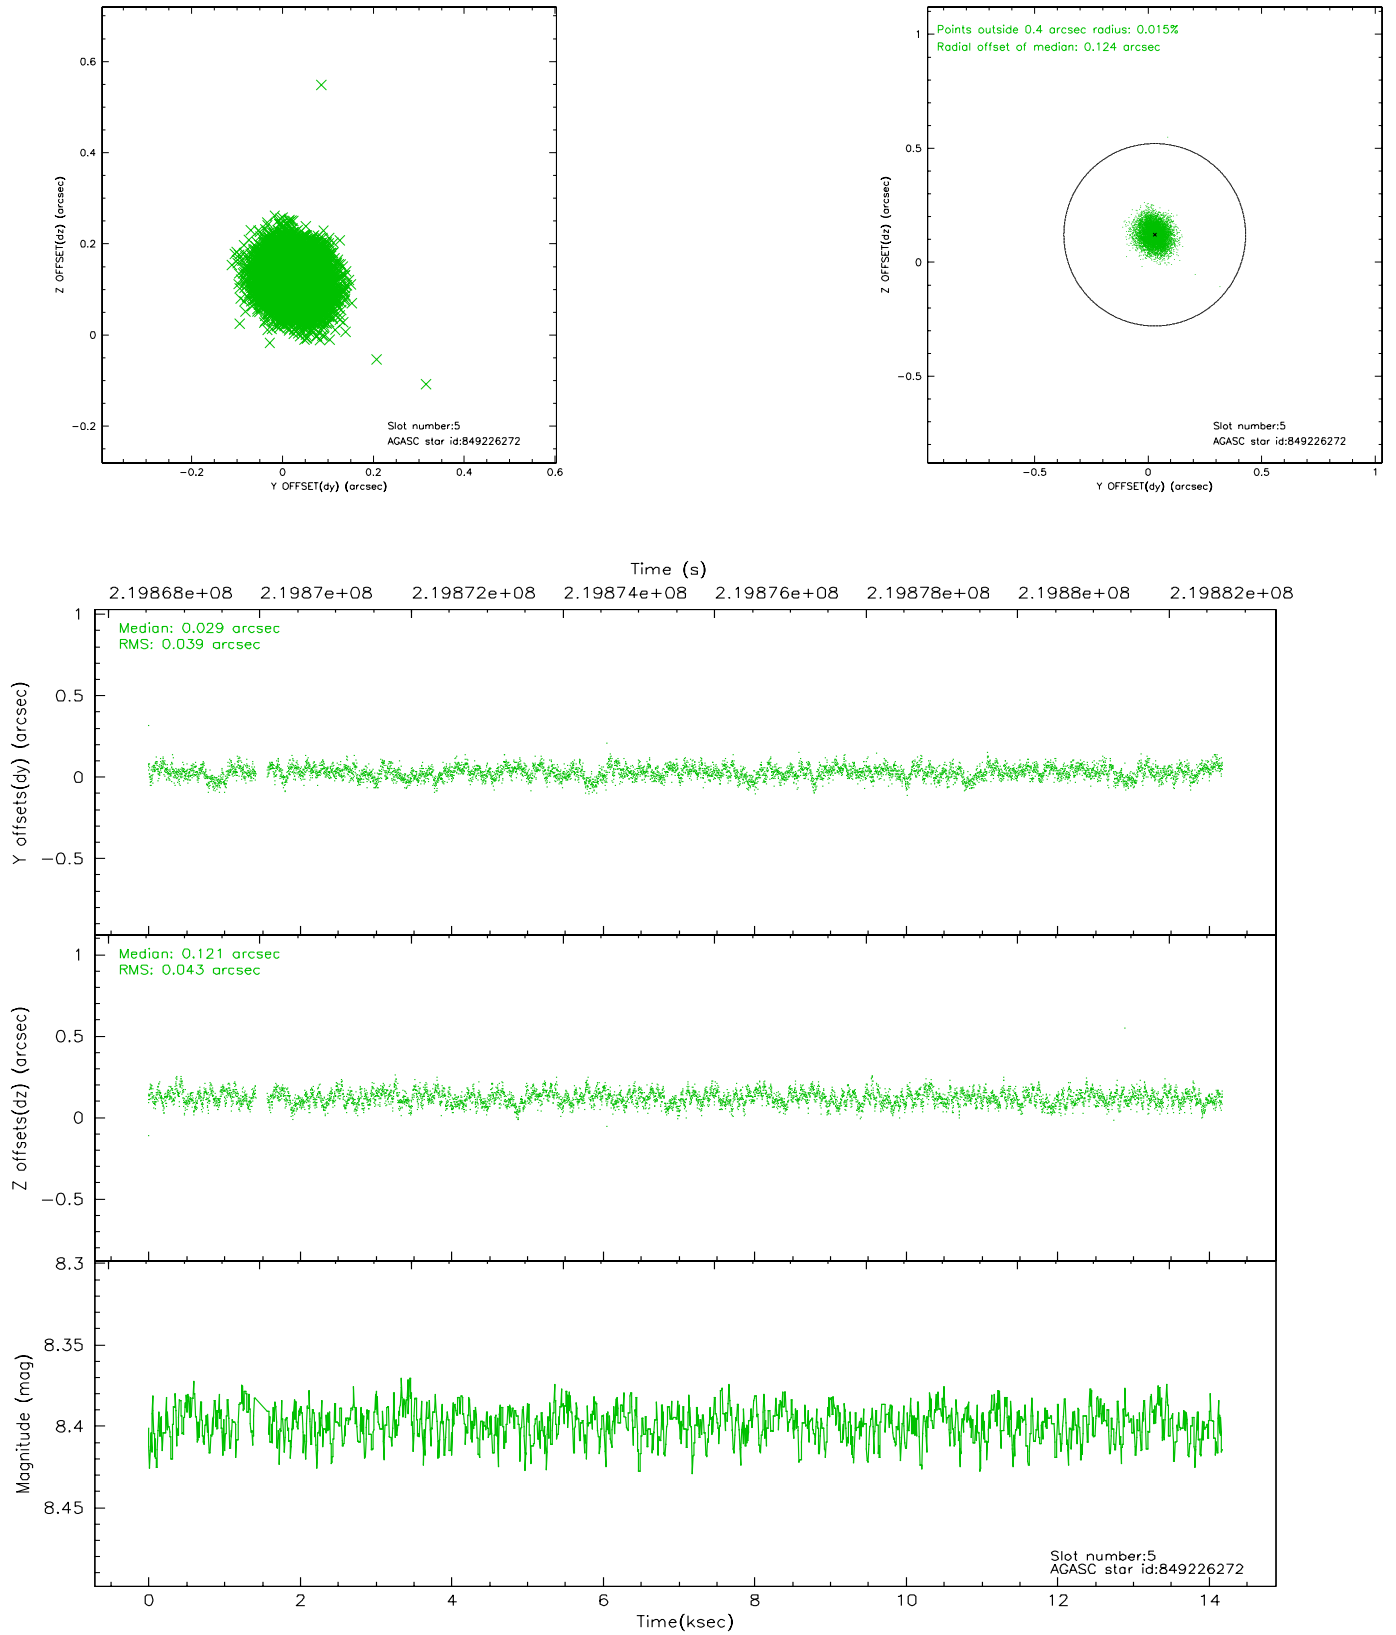 0.6
0.4
0.2
0
−0.2
Z OFFSET(dz) (arcsec)
Slot number:5
AGASC star id:849226272
−0.2 0 0.2 0.4 0.6
Y OFFSET(dy) (arcsec)
Points outside 0.4 arcsec radius: 0.015%
Radial offset of median: 0.124 arcsec
1
0.5
0
−0.5
Z OFFSET(dz) (arcsec)
Slot number:5
AGASC star id:849226272
−0.5 0 0.5 1
Y OFFSET(dy) (arcsec)
Time (s)
2.19868e+08 2.1987e+08 2.19872e+08 2.19874e+08 2.19876e+08 2.19878e+08 2.1988e+08 2.19882e+08
Median: 0.029 arcsec
RMS: 0.039 arcsec
1
0.5
0
−0.5
Y offsets(dy) (arcsec)
Median: 0.121 arcsec
RMS: 0.043 arcsec
1
0.5
0
−0.5
Z offsets(dz) (arcsec)
8.3
8.35
8.4
8.45
Magnitude (mag)
Slot number:5
AGASC star id:849226272
0 2 4 6 8 10 12 14
Time(ksec)